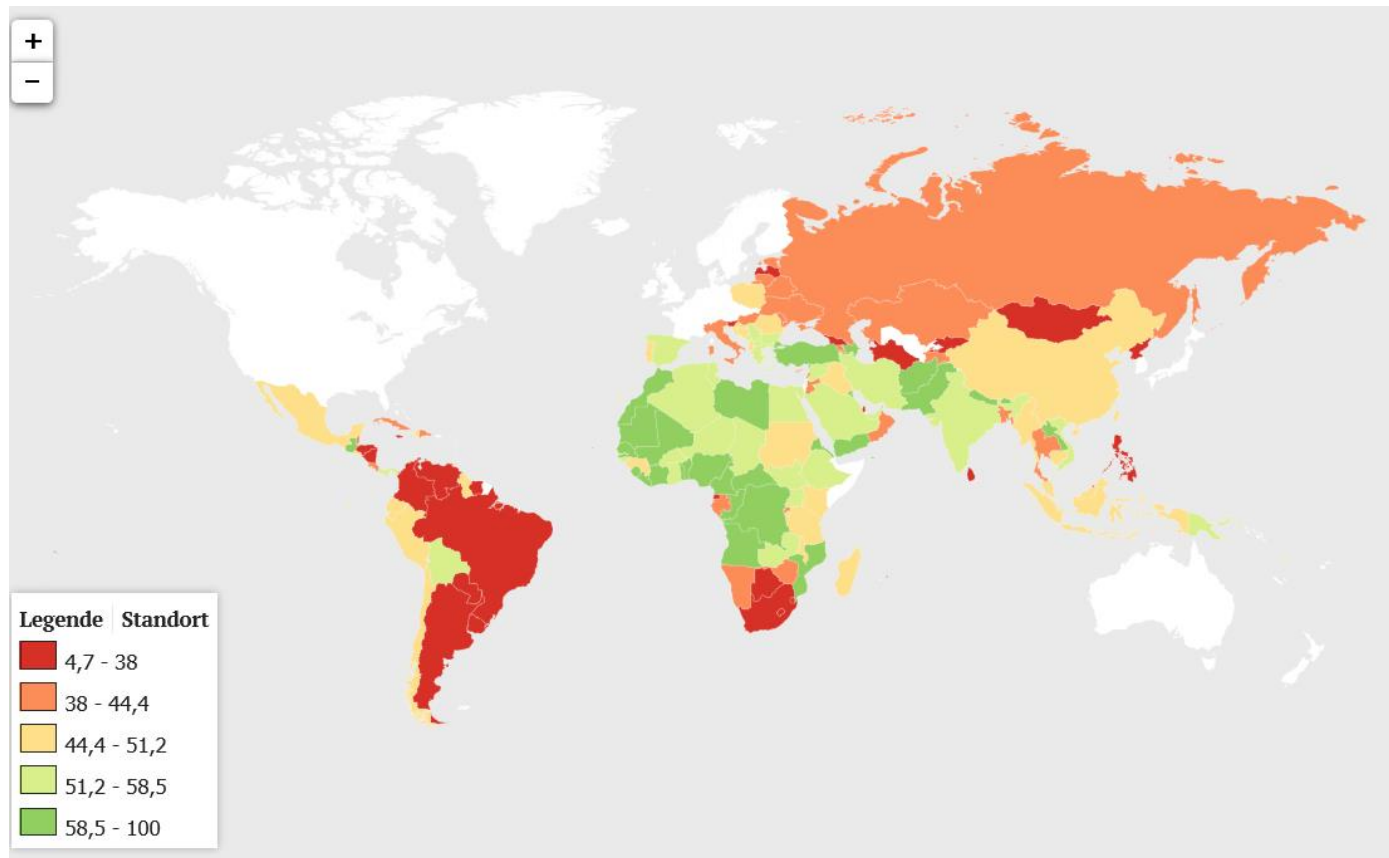 +
−
Legende Standort
4,7 - 38
38 - 44,4
44,4 - 51,2
51,2 - 58,5
58,5 - 100